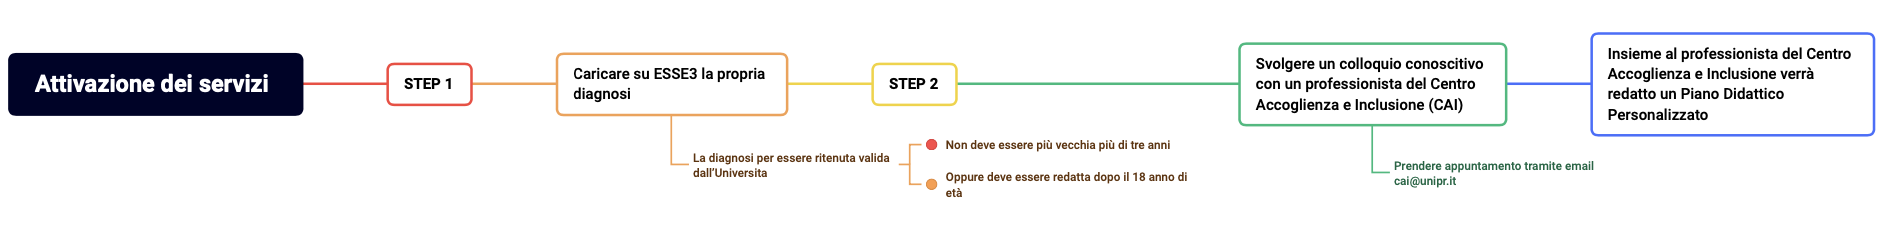 Attivazione dei servizi
STEP 1
Caricare su ESSE3 la propria
diagnosi
La diagnosi per essere ritenuta valida
dall'Universita
Non deve essere più vecchia più di tre anni
Oppure deve essere redatta dopo il 18 anno di
età
STEP 2
Svolgere un colloquio conoscitivo
con un professionista del Centro
Accoglienza e Inclusione (CAI)
Prendere appuntamento tramite email
cai@unipr.it
Insieme al professionista del Centro
Accoglienza e Inclusione verrà
redatto un Piano Didattico
Personalizzato